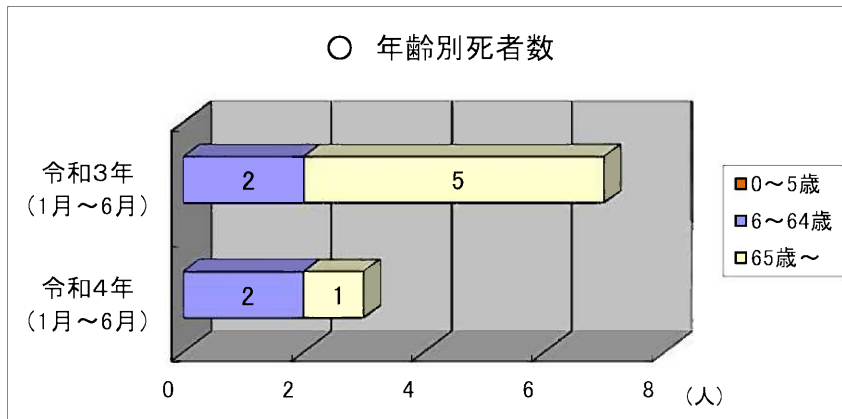 ○ 年齢別死者数
令和3年
(1月~6月)
2
5
令和4年
(1月~6月)
2
1
0
2
4
6
8
(人)
0~5歳
6~64歳
65歳~